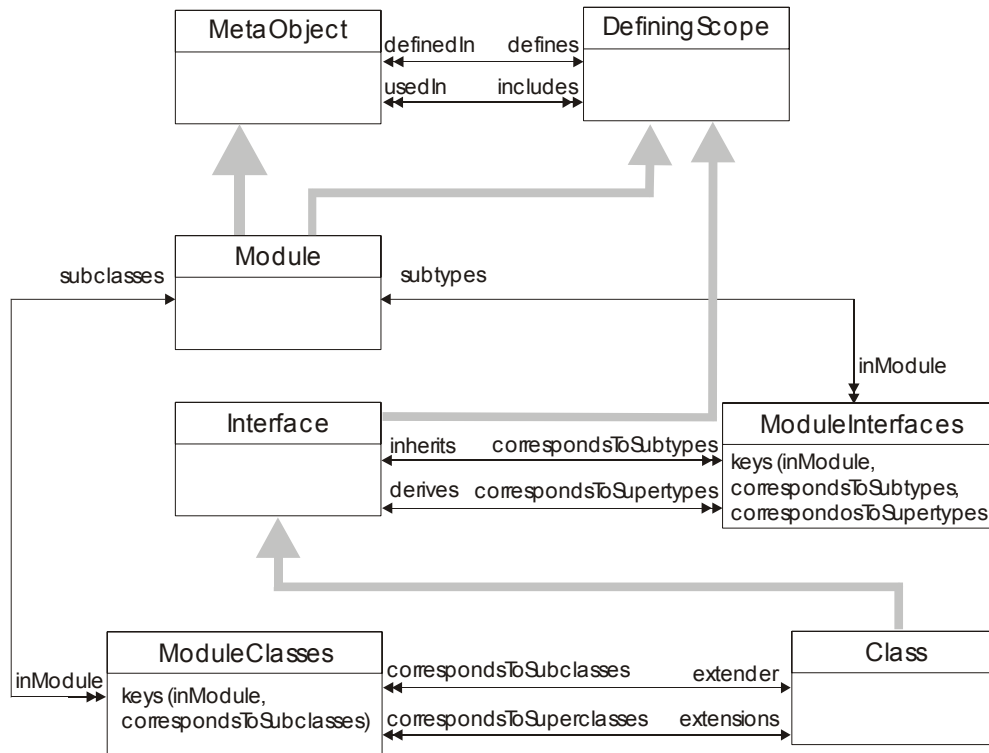 MetaObject
DefiningScope
definedIn
defines
usedIn
includes
Module
subclasses
subtypes
inModule
Interface
ModuleInterfaces
keys (inModule,
correspondsToSubtypes,
correspondosToSupertypes
inherits
correspondsToSubtypes
derives
correspondsToSupertypes
ModuleClasses
keys (inModule,
correspondsToSubclasses)
inModule
correspondsToSubclasses
extender
correspondsToSuperclasses
extensions
Class